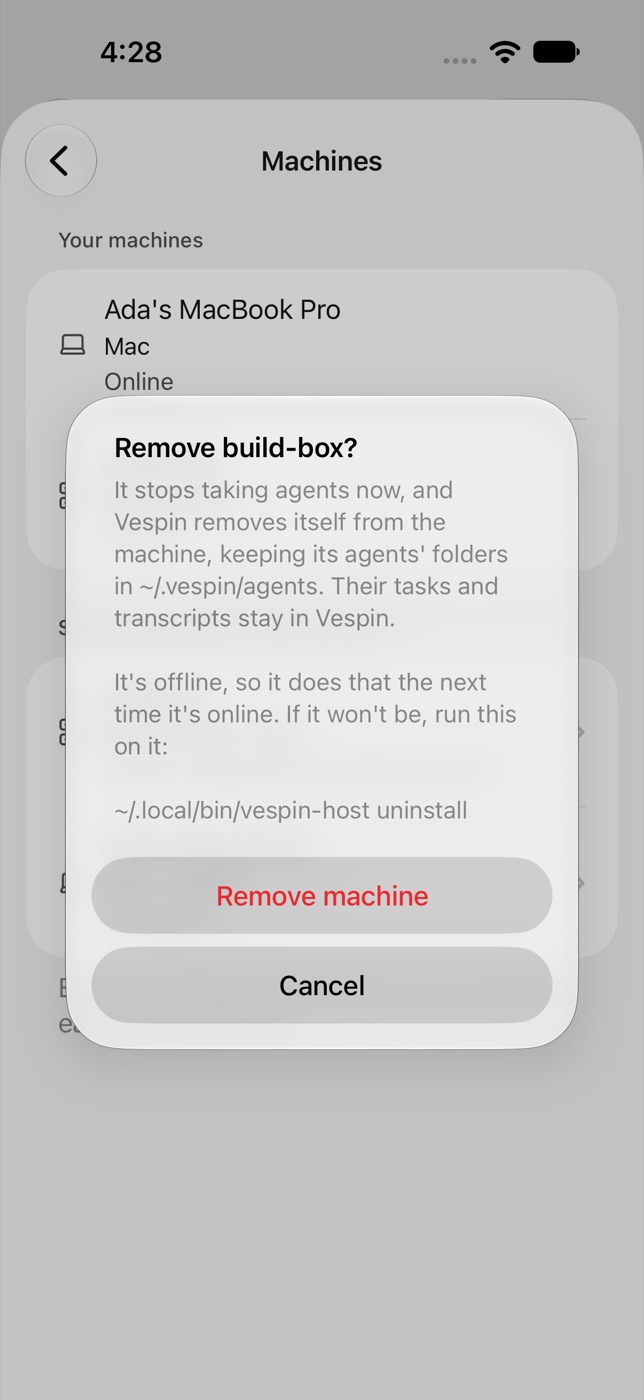 4:28
Machines
Your machines
Ada's MacBook Pro
Mac
Online
Remove build-box?
It stops taking agents now, and
Vespin removes itself from the
machine, keeping its agents' folders
in ~/.vespin/agents. Their tasks and
transcripts stay in Vespin.
It's offline, so it does that the next
time it's online. If it won't be, run this
on it:
~/.local/bin/vespin-host uninstall
Remove machine
Cancel